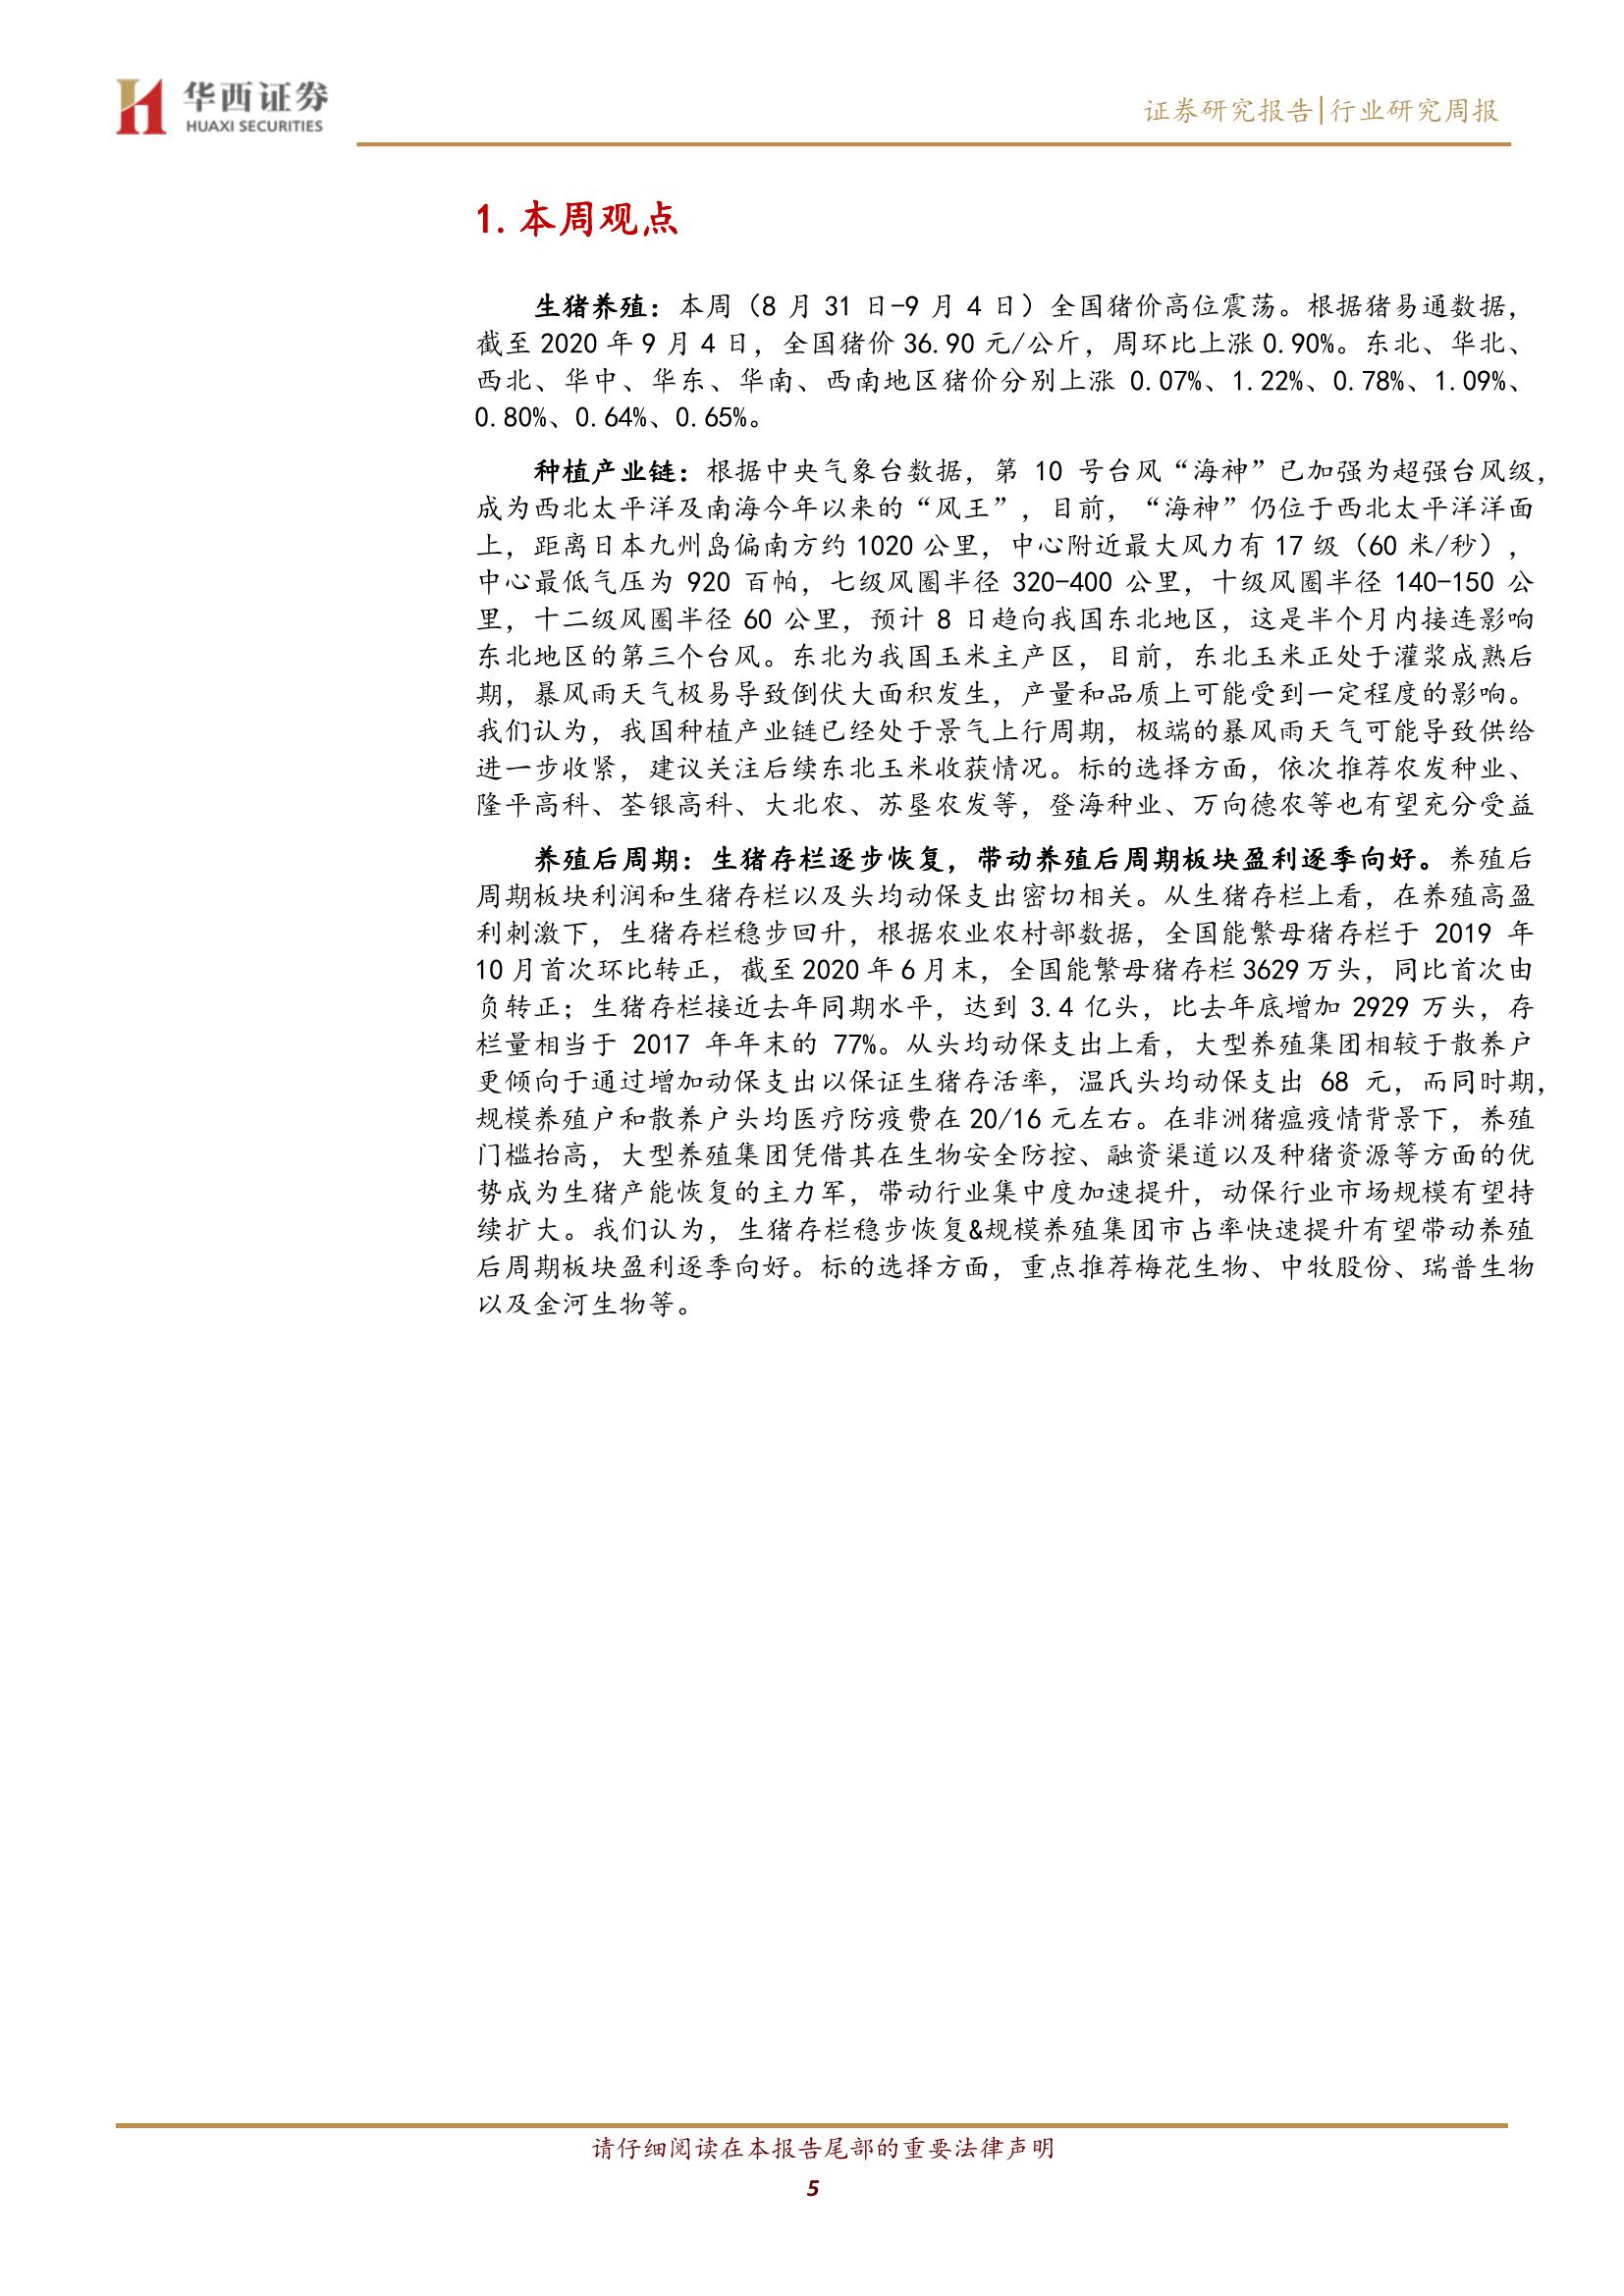 华西证券
HUAXI SECURITIES
证券研究报告|行业研究周报
1.本周观点
生猪养殖：本周（8 月 31 日-9 月 4 日）全国猪价高位震荡。根据猪易通数据，
截至 2020 年 9 月 4 日，全国猪价 36.90 元/公斤，周环比上涨 0.90%。东北、华北、
西北、华中、华东、华南、西南地区猪价分别上涨 0.07%、1.22%、0.78%、1.09%、
0.80%、0.64%、0.65%。
种植产业链：根据中央气象台数据，第 10 号台风“海神”已加强为超强台风级，
成为西北太平洋及南海今年以来的“风王”，目前，“海神”仍位于西北太平洋洋面
上，距离日本九州岛偏南方约 1020 公里，中心附近最大风力有 17 级（60 米/秒），
中心最低气压为 920 百帕，七级风圈半径 320-400 公里，十级风圈半径 140-150 公
里，十二级风圈半径 60 公里，预计 8 日趋向我国东北地区，这是半个月内接连影响
东北地区的第三个台风。东北为我国玉米主产区，目前，东北玉米正处于灌浆成熟后
期，暴风雨天气极易导致倒伏大面积发生，产量和品质上可能受到一定程度的影响。
我们认为，我国种植产业链已经处于景气上行周期，极端的暴风雨天气可能导致供给
进一步收紧，建议关注后续东北玉米收获情况。标的选择方面，依次推荐农发种业、
隆平高科、荃银高科、大北农、苏垦农发等，登海种业、万向德农等也有望充分受益
养殖后周期：生猪存栏逐步恢复，带动养殖后周期板块盈利逐季向好。养殖后
周期板块利润和生猪存栏以及头均动保支出密切相关。从生猪存栏上看，在养殖高盈
利刺激下，生猪存栏稳步回升，根据农业农村部数据，全国能繁母猪存栏于 2019 年
10 月首次环比转正，截至 2020 年 6 月末，全国能繁母猪存栏 3629 万头，同比首次由
负转正；生猪存栏接近去年同期水平，达到 3.4 亿头，比去年底增加 2929 万头，存
栏量相当于 2017 年年末的 77%。从头均动保支出上看，大型养殖集团相较于散养户
更倾向于通过增加动保支出以保证生猪存活率，温氏头均动保支出 68 元，而同时期，
规模养殖户和散养户头均医疗防疫费在 20/16 元左右。在非洲猪瘟疫情背景下，养殖
门槛抬高，大型养殖集团凭借其在生物安全防控、融资渠道以及种猪资源等方面的优
势成为生猪产能恢复的主力军，带动行业集中度加速提升，动保行业市场规模有望持
续扩大。我们认为，生猪存栏稳步恢复&规模养殖集团市占率快速提升有望带动养殖
后周期板块盈利逐季向好。标的选择方面，重点推荐梅花生物、中牧股份、瑞普生物
以及金河生物等。
请仔细阅读在本报告尾部的重要法律声明
5